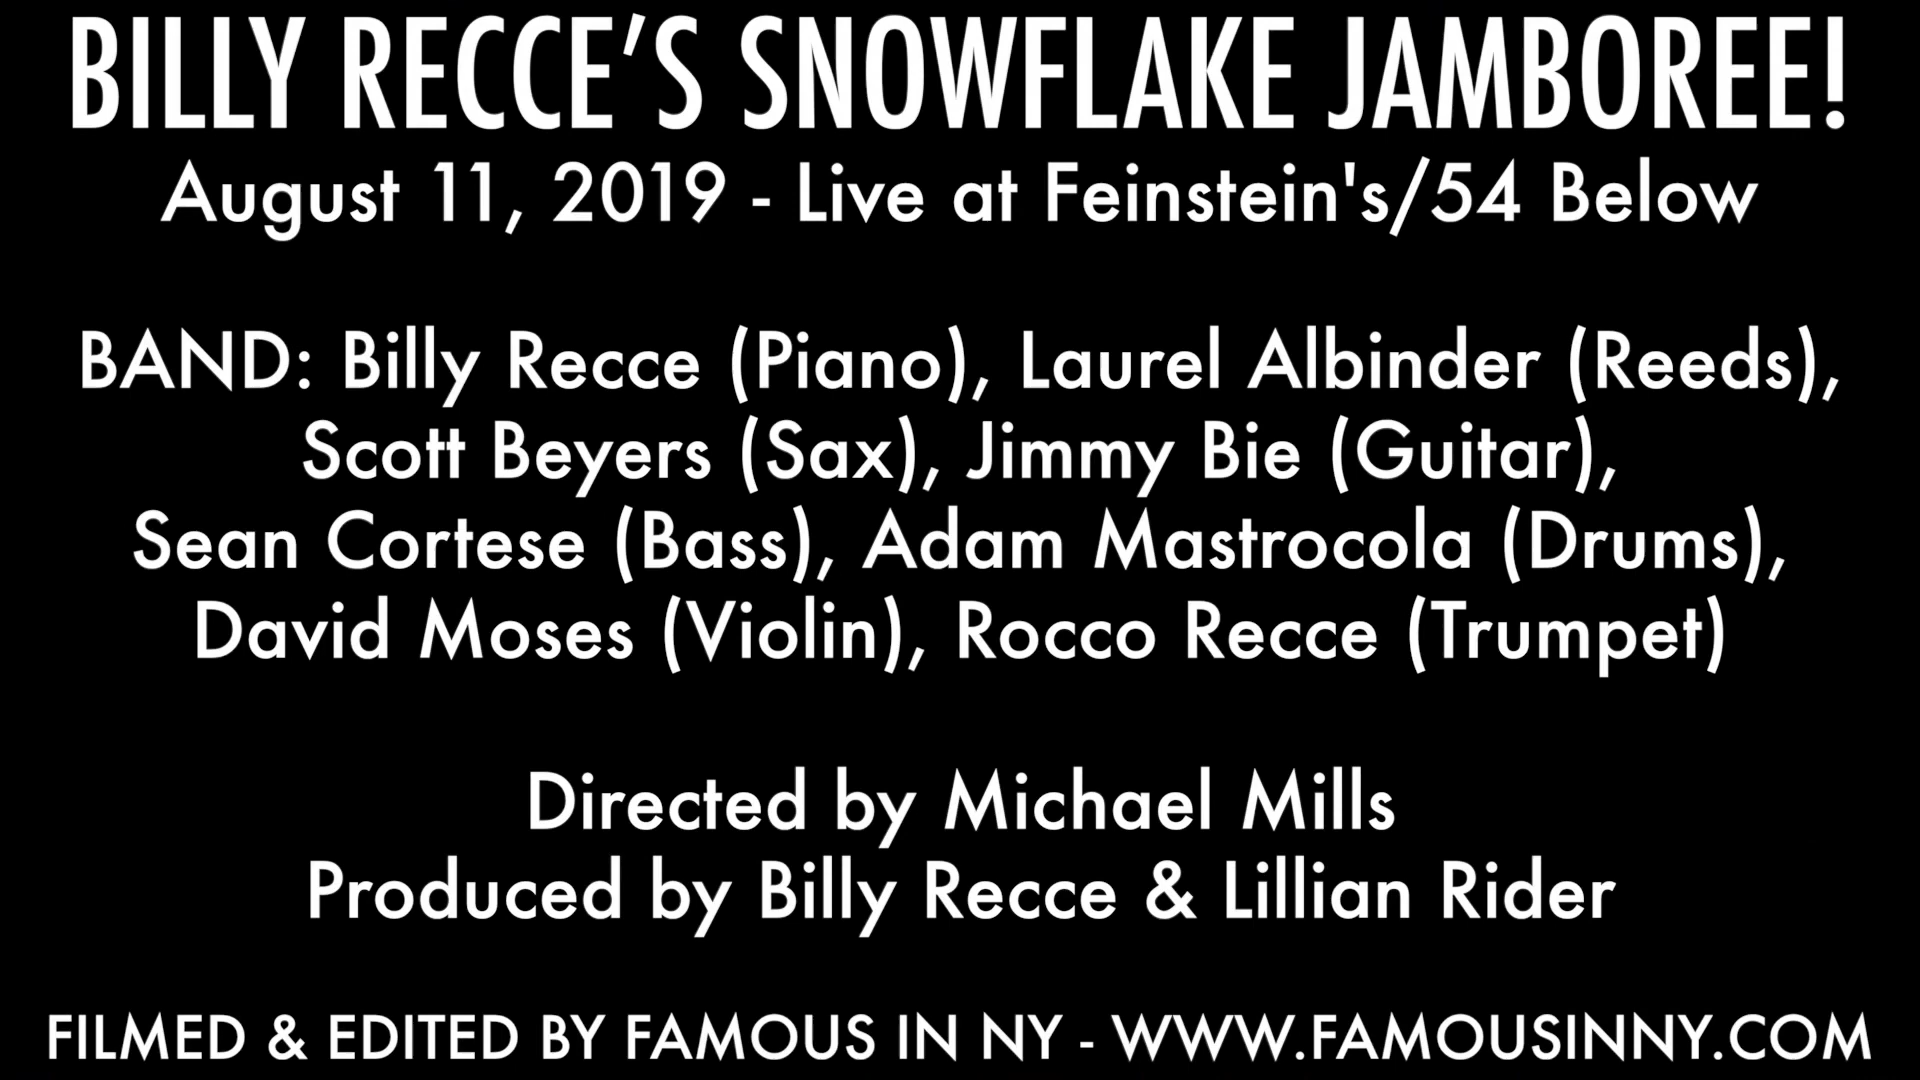 BILLY RECCE’S SNOWFLAKE JAMBOREE!
August 11, 2019 - Live at Feinstein's/54 Below
BAND: Billy Recce (Piano), Laurel Albinder (Reeds),
Scott Beyers (Sax), Jimmy Bie (Guitar),
Sean Cortese (Bass), Adam Mastrocola (Drums),
David Moses (Violin), Rocco Recce (Trumpet)
Directed by Michael Mills
Produced by Billy Recce & Lillian Rider
FILMED & EDITED BY FAMOUS IN NY - WWW.FAMOUSINNY.COM